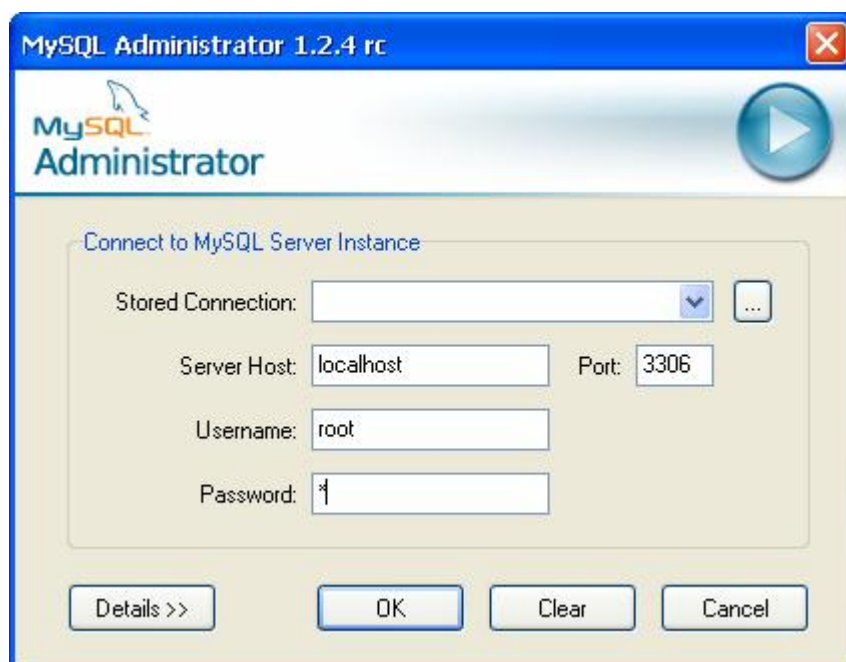 MySQL Administrator 1.2.4 rc
MySQL
Administrator
Connect to MySQL Server Instance
Stored Connection:
...
Server Host: localhost Port: 3306
Username: root
Password: *
Details >> OK Clear Cancel